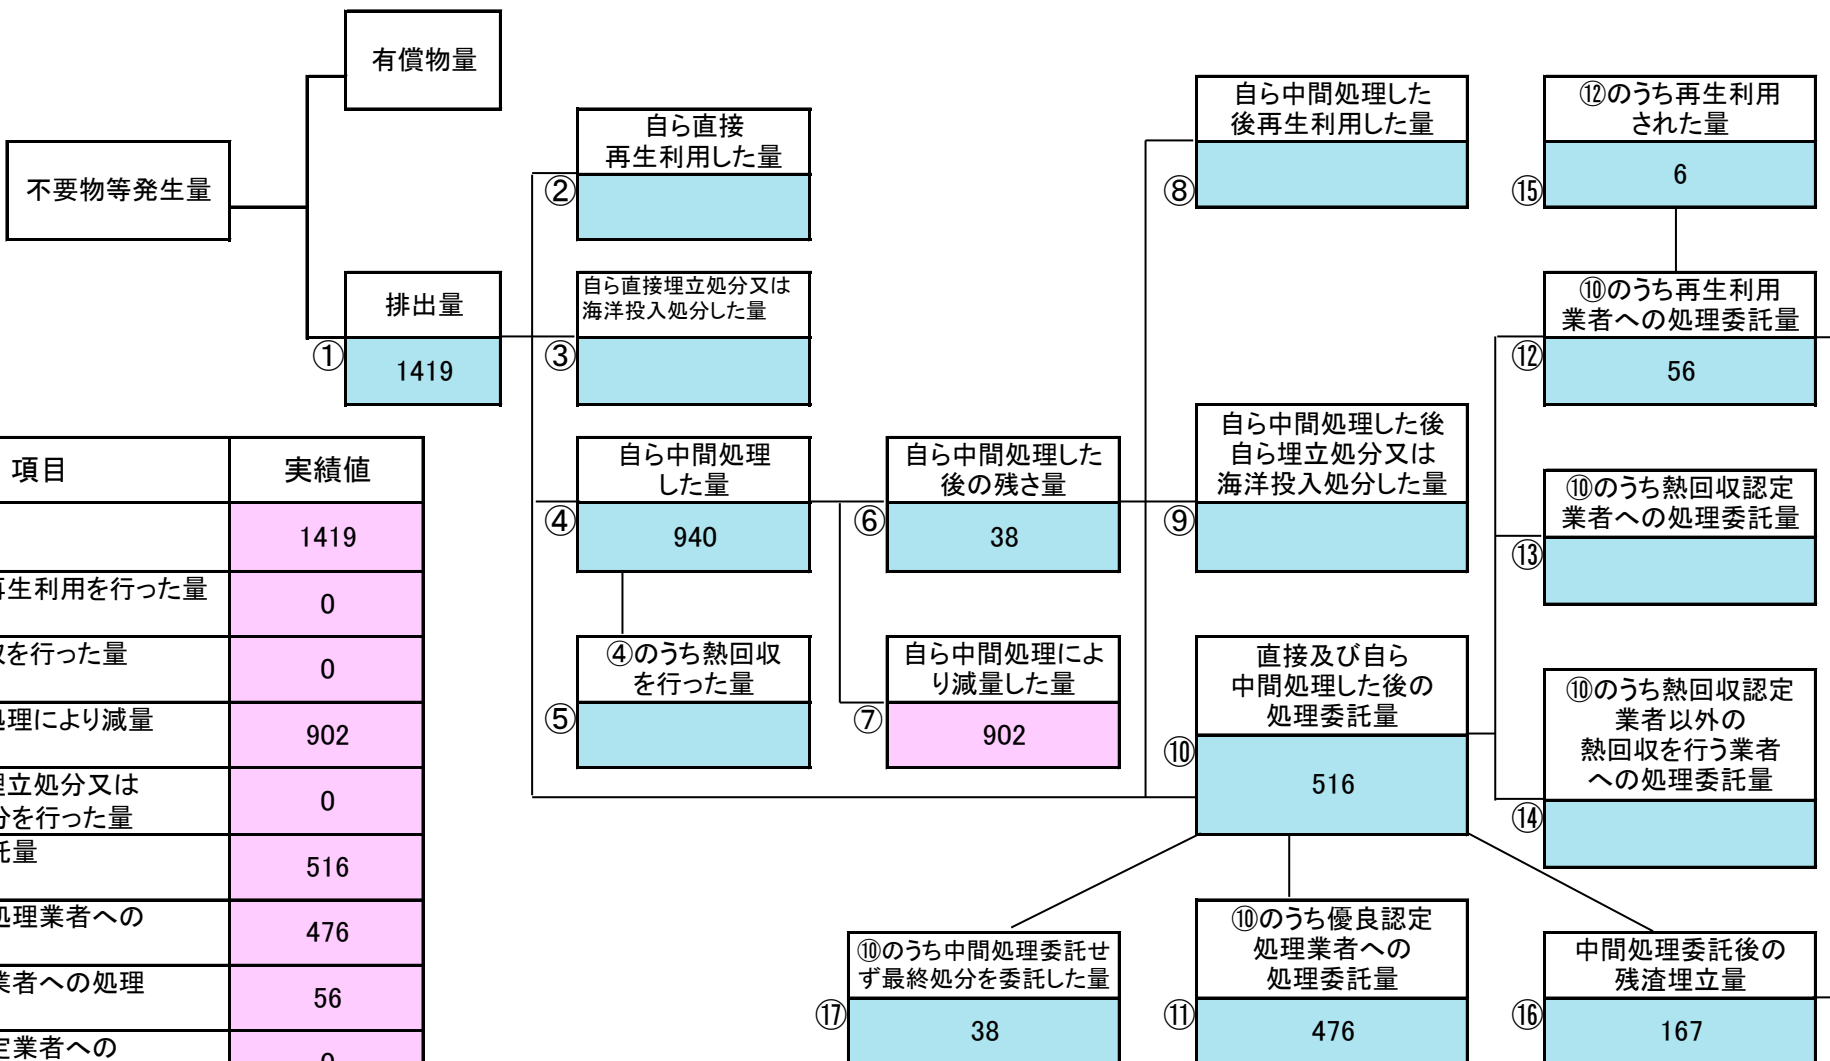 有償物量
不要物等発生量
排出量
①
1419
自ら直接
再生利用した量
②
自ら直接埋立処分又は
海洋投入処分した量
③
自ら中間処理
した量
④
940
④のうち熱回収
を行った量
⑤
自ら中間処理した
後の残さ量
⑥
38
自ら中間処理によ
り減量した量
⑦
902
自ら中間処理した
後再生利用した量
⑧
自ら中間処理した後
自ら埋立処分又は
海洋投入処分した量
⑨
直接及び自ら
中間処理した後の
処理委託量
⑩
516
⑫のうち再生利用
された量
⑮
6
⑩のうち再生利用
業者への処理委託量
⑫
56
⑩のうち熱回収認定
業者への処理委託量
⑬
⑩のうち熱回収認定
業者以外の
熱回収を行う業者
への処理委託量
⑭
⑩のうち中間処理委託せ
ず最終処分を委託した量
⑰
38
⑩のうち優良認定
処理業者への
処理委託量
⑪
476
中間処理委託後の
残渣埋立量
⑯
167
項目 実績値
1419
再生利用を行った量 0
を行った量 0
理により減量 902
立処分又は
を行った量 0
量 516
処理業者への 476
業者への処理 56
業者への 0